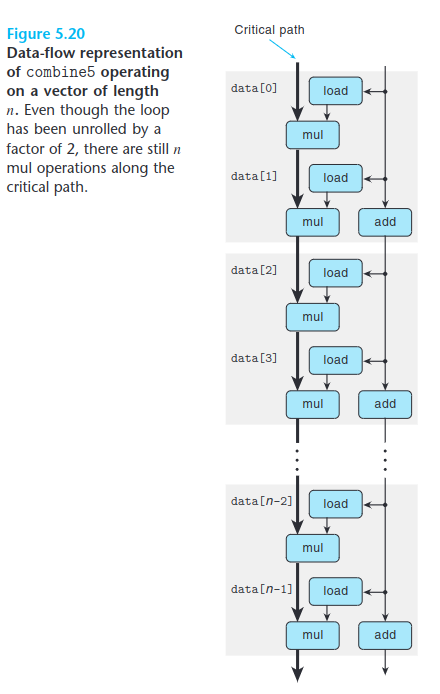 Figure 5.20
Data-flow representation
of combine5 operating
on a vector of length
n. Even though the loop
has been unrolled by a
factor of 2, there are still n
mul operations along the
critical path.
Critical path
data[0]
load
mul
data[1]
load
mul
add
data[2]
load
mul
data[3]
load
mul
add
data[n-2]
load
mul
data[n-1]
load
mul
add